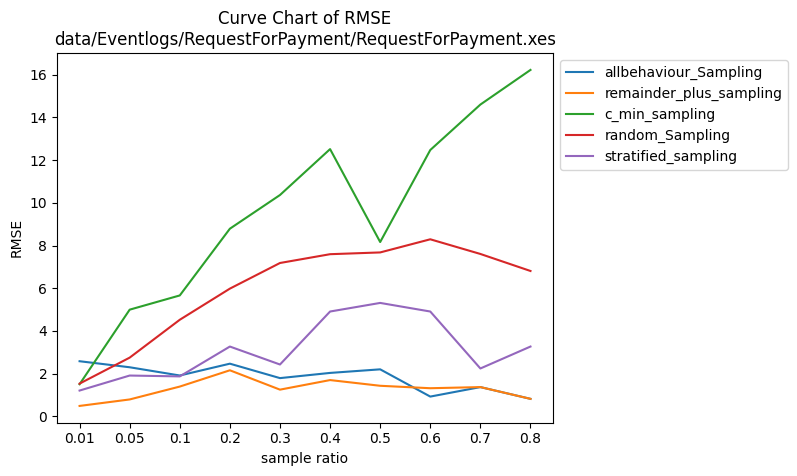 Curve Chart of RMSE
data/Eventlogs/RequestForPayment/RequestForPayment.xes
16
14
12
10
8
6
4
2
0
RMSE
0.01 0.05 0.1 0.2 0.3 0.4 0.5 0.6 0.7 0.8
sample ratio
allbehaviour_Sampling
remainder_plus_sampling
c_min_sampling
random_Sampling
stratified_sampling